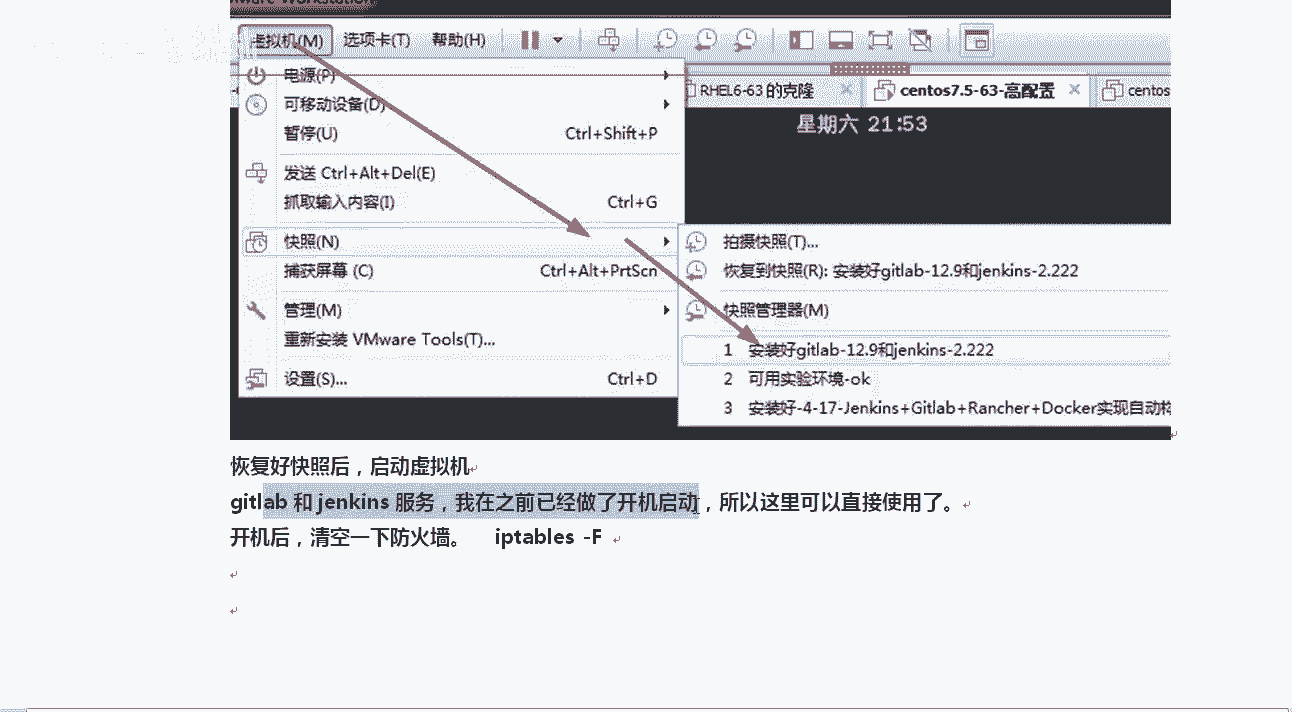 虚拟机(M) 选项卡(T) 帮助(H)
电源(P)
可移动设备(D)
暂停(U) Ctrl+Shift+P
发送 Ctrl+Alt+Del(E)
抓取输入内容(I) Ctrl+G
快照(N)
捕获屏幕 (C) Ctrl+Alt+PrtScn
管理(M)
重新安装 VMware Tools(T)...
设置(S)... Ctrl+D
RHEL6-63 的克隆
centos7.5-63-高配置
centos
星期六 21:53
拍摄快照(T)...
恢复到快照(R): 安装好gitlab-12.9和jenkins-2.222
快照管理器(M)
1 安装好gitlab-12.9和jenkins-2.222
2 可用实验环境-ok
3 安装好-4-17-Jenkins+Gitlab+Rancher+Docker实现自动构
恢复好快照后，启动虚拟机
gitlab 和 jenkins 服务，我在之前已经做了开机启动，所以这里可以直接使用了。
开机后，清空一下防火墙。 iptables -F